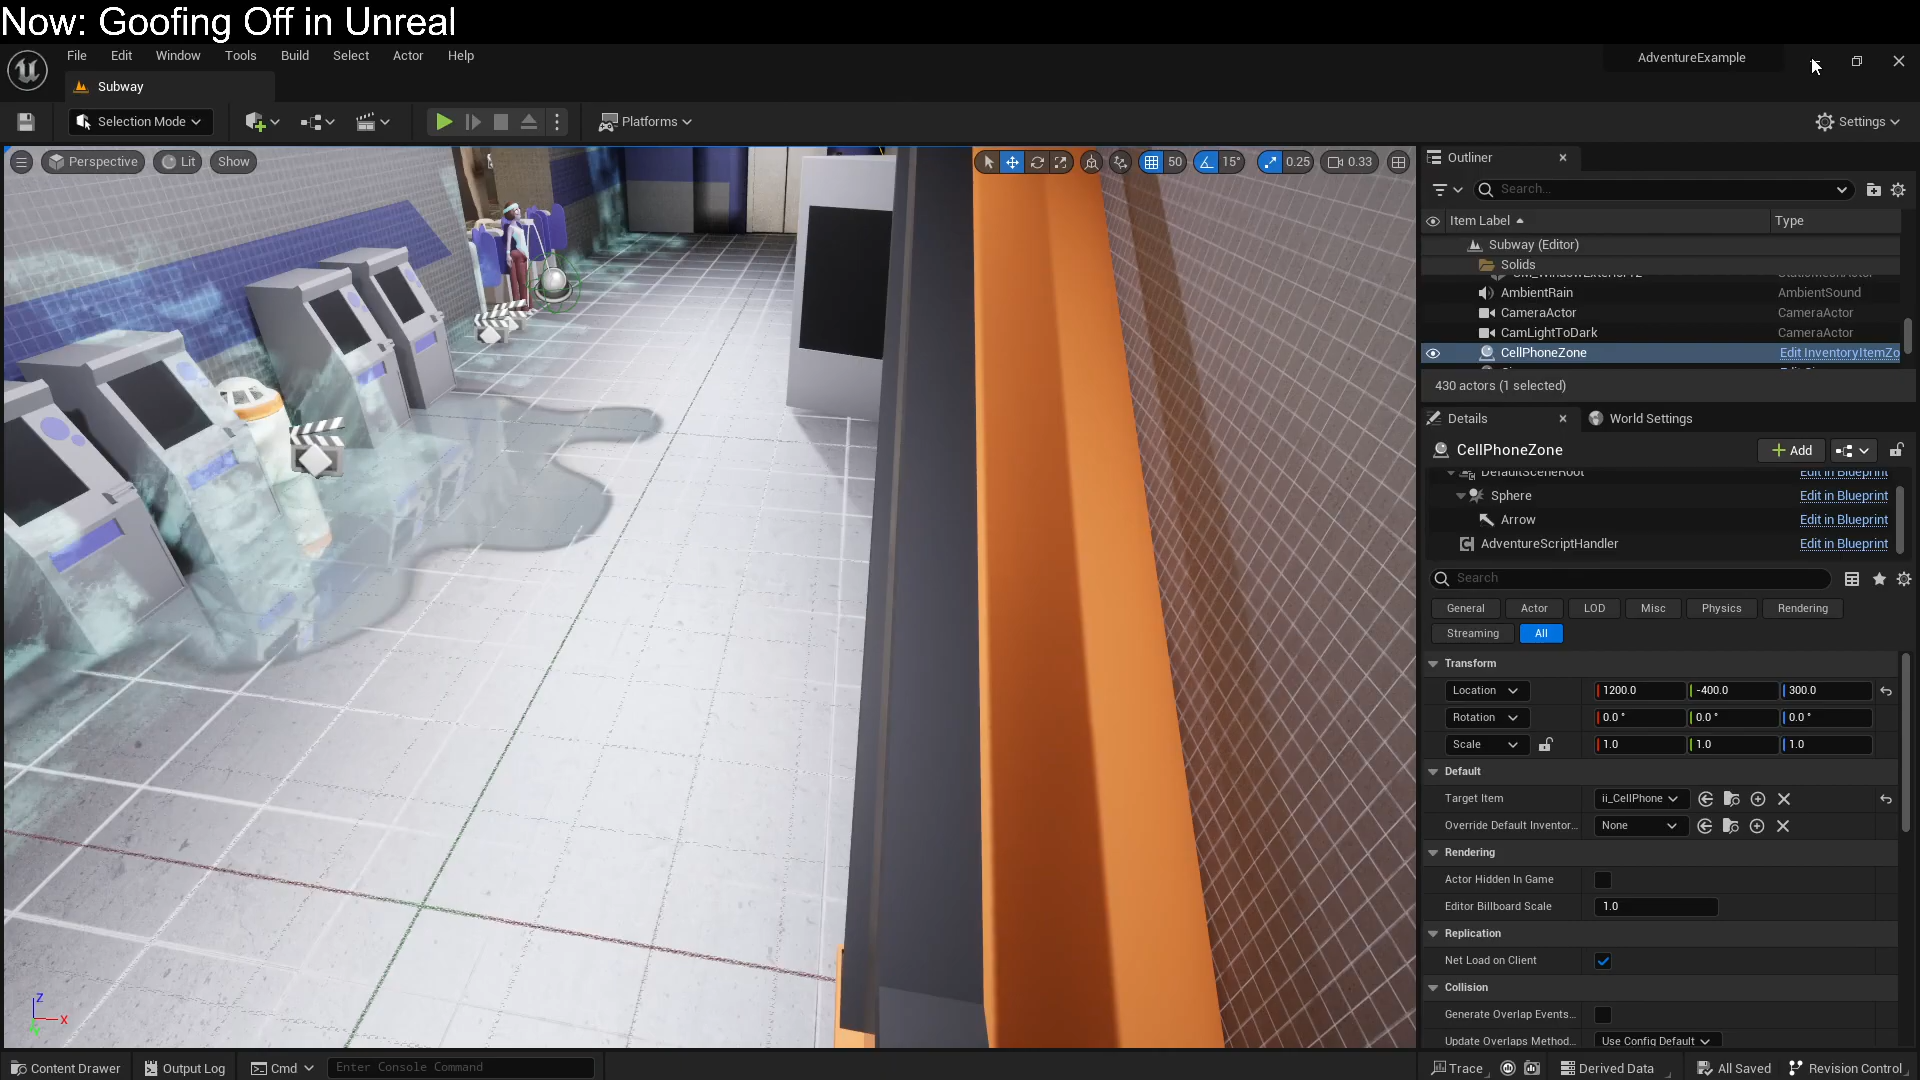 Now: Goofing Off in Unreal
File Edit Window Tools Build Select Actor Help
AdventureExample
Subway
Selection Mode
Platforms
Settings
Perspective Lit Show
50 15° 0.25 0.33
Outliner
Search...
Item Label Type
Subway (Editor)
Solids
AmbientRain AmbientSound
CameraActor CameraActor
CamLightToDark CameraActor
CellPhoneZone Edit InventoryItemZo
430 actors (1 selected)
Details World Settings
CellPhoneZone
Add
DefaultSceneRoot Edit in Blueprint
Sphere Edit in Blueprint
Arrow Edit in Blueprint
AdventureScriptHandler Edit in Blueprint
Search
General Actor LOD Misc Physics Rendering
Streaming All
Transform
Location 1200.0 -400.0 300.0
Rotation 0.0 ° 0.0 ° 0.0 °
Scale 1.0 1.0 1.0
Default
Target Item ii_CellPhone
Override Default Inventor... None
Rendering
Actor Hidden In Game
Editor Billboard Scale 1.0
Replication
Net Load on Client
Collision
Generate Overlap Events...
Update Overlaps Method... Use Config Default
Z
X
Content Drawer Output Log Cmd Enter Console Command
Trace Derived Data All Saved Revision Control